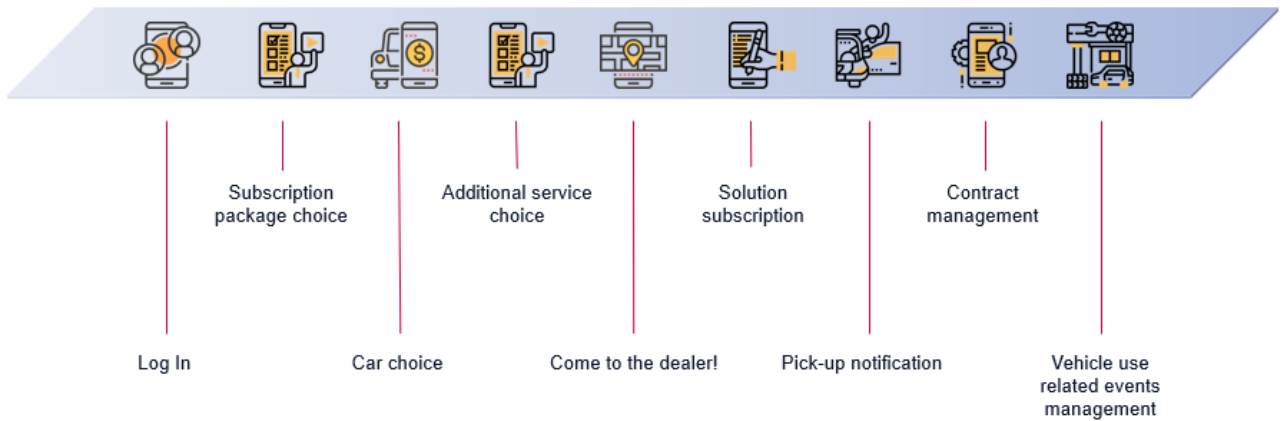 Subscription
package choice
Additional service
choice
Solution
subscription
Contract
management
Log In
Car choice
Come to the dealer!
Pick-up notification
Vehicle use
related events
management